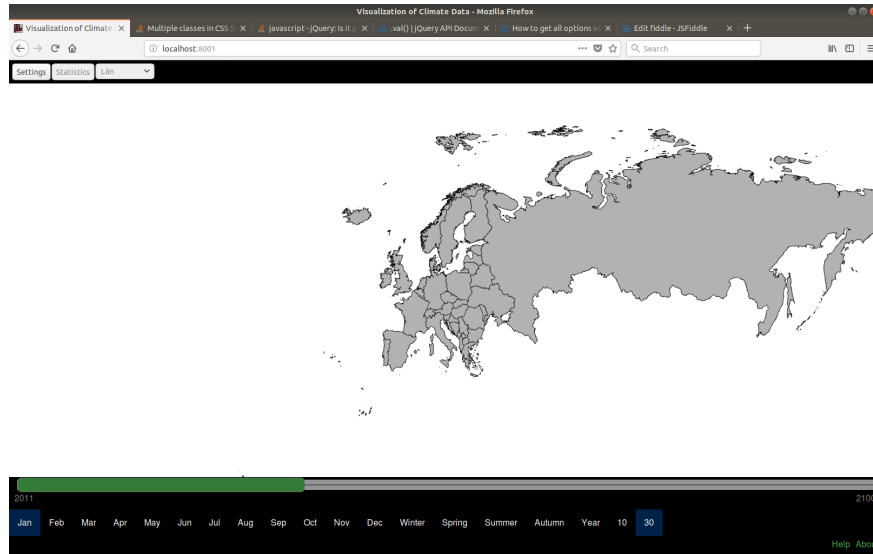 Visualization of Climate Data - Mozilla Firefox
Visualization of Climate
Multiple classes in CSS S
javascript - jQuery: Is it p
.val() | jQuery API Docum
How to get all options va
Edit fiddle - JSFiddle
localhost:8001
Search
Settings Statistics Län
2011 2100
Jan Feb Mar Apr May Jun Jul Aug Sep Oct Nov Dec Winter Spring Summer Autumn Year 10 30
Help Abou